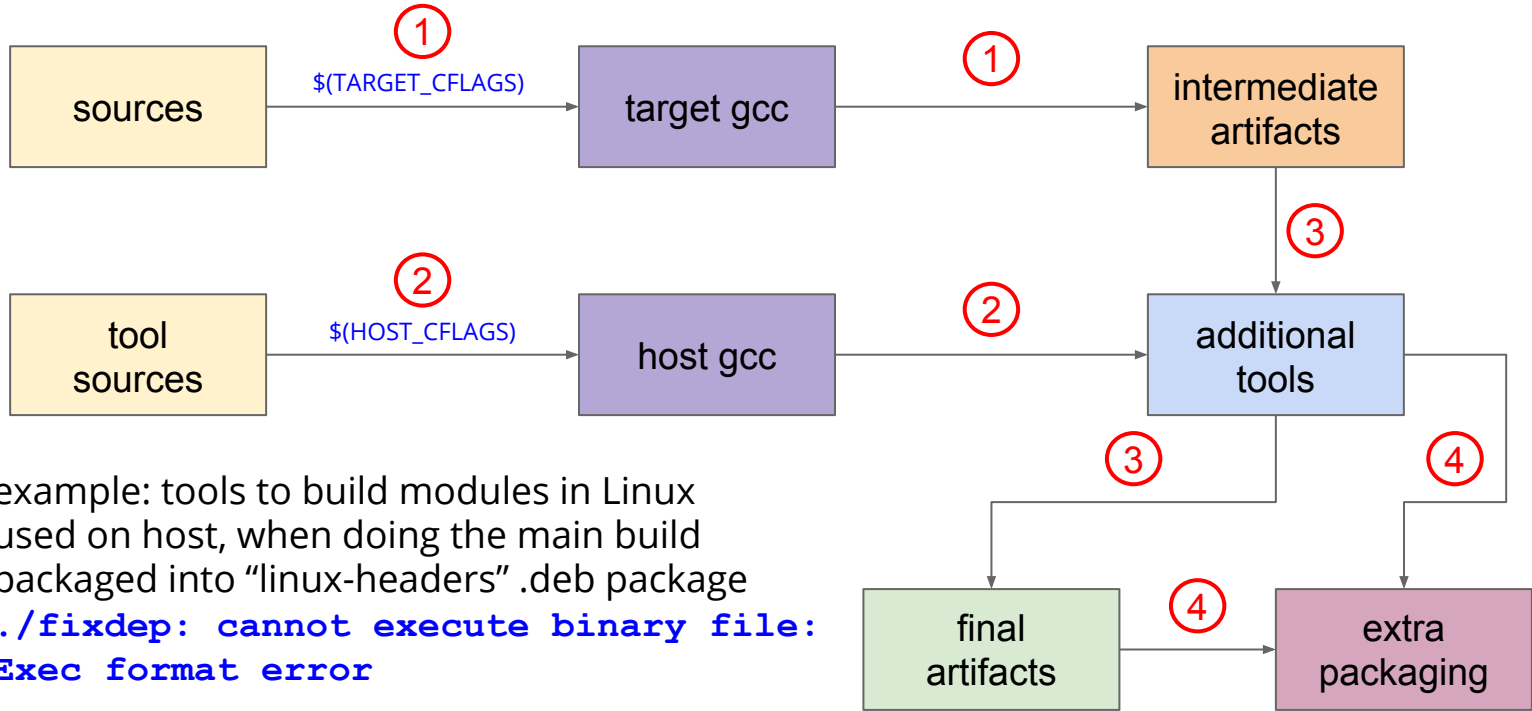 1
1
$(TARGET_CFLAGS)
sources
target gcc
intermediate
artifacts
3
2
2
$(HOST_CFLAGS)
tool
sources
host gcc
additional
tools
3
4
example: tools to build modules in Linux
used on host, when doing the main build
packaged into “linux-headers” .deb package
./fixdep: cannot execute binary file:
Exec format error
final
artifacts
4
extra
packaging